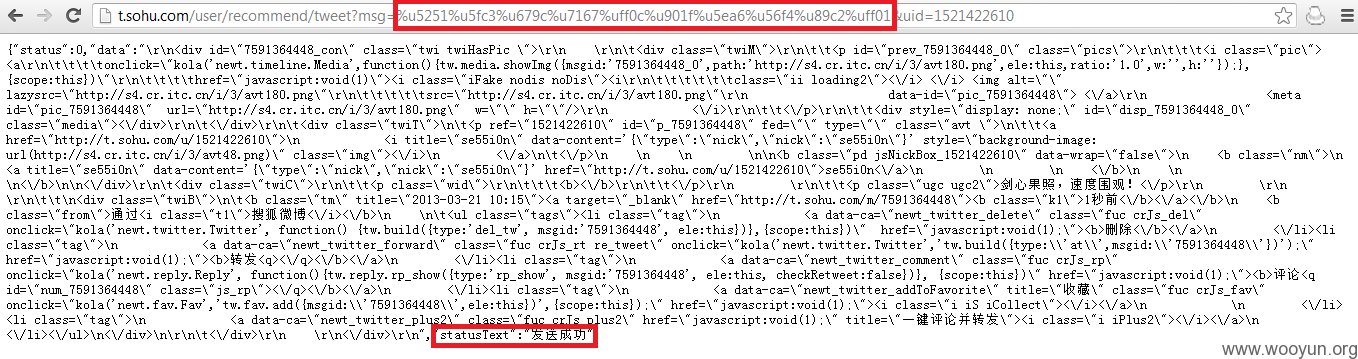 t.sohu.com/user/recommend/tweet?msg=%u5251%u5fc3%u679c%u7167%uff0c%u901f%u5ea6%u56f4%u89c2%uff01&uid=1521422610
{"status":0,"data":"\r\n<div id=\"7591364448_con\" class=\"twi twiHasPic \">\r\n    \r\n\t<div class=\"twiM\">\r\n\t\t<p id=\"prev_7591364448_0\" class=\"pics\">\r\n\t\t\t<i class=\"pic\">
<a\r\n\t\t\t\tonclick=\"kola('newt.timeline.Media',function(){tw.media.showImg({msgid:'7591364448_0',path:'http://s4.cr.itc.cn/i/3/avt180.png',ele:this,ratio:'1.0',w:'',h:''});},
{scope:this})\"\r\n\t\t\t\thref=\"javascript:void(1)\"><i class=\"iFake nodis noDis\"><i\r\n\t\t\t\t\t\tclass=\"ii loading2\"><\/i> <\/i> <img alt=\"\"
lazysrc=\"http://s4.cr.itc.cn/i/3/avt180.png\"\r\n\t\t\t\t\tsrc=\"http://s4.cr.itc.cn/i/3/avt180.png\"\r\n                    data-id=\"pic_7591364448\"> <\/a>\r\n                    <meta
id=\"pic_7591364448\"  url=\"http://s4.cr.itc.cn/i/3/avt180.png\"  w=\"\" h=\"\"/>\r\n            <\/i>\r\n\t\t<\/p>\r\n\t\t<div style=\"display: none;\" id=\"disp_7591364448_0\"
class=\"media\"><\/div>\r\n\t<\/div>\r\n\t<div class=\"twiT\">\n\t<p ref=\"1521422610\" id=\"p_7591364448\" fed=\"\" type=\"\" class=\"avt \">\n\t\t<a
href=\"http://t.sohu.com/u/1521422610\">\n            <i title=\"se55i0n\" data-content='{\"type\":\"nick\",\"nick\":\"se55i0n\"}' style=\"background-image:
url(http://s4.cr.itc.cn/i/3/avt48.png)\" class=\"img\"><\/i>\n        <\/a>\n\t<\/p>\n    \n    \n        \n\n<b class=\"pd jsNickBox_1521422610\" data-wrap=\"false\">\n    <b class=\"nm\">\n
<a title=\"se55i0n\" data-content='{\"type\":\"nick\",\"nick\":\"se55i0n\"}' href=\"http://t.sohu.com/u/1521422610\">se55i0n<\/a>\n        \n        \n        \n
\n<\/b>\n\n<\/div>\r\n\t<div class=\"twiC\">\r\n\t\t<p class=\"wid\">\r\n\t\t\t<b><\/b>\r\n\t\t<\/p>\r\n        \r\n\t\t<p class=\"ugc ugc2\">剑心果照，速度围观！<\/p>\r\n        \r\n
\r\n\t\t\n<div class=\"twiB\">\n\t<b class=\"tm\" title=\"2013-03-21 10:15\"><a target=\"_blank\" href=\"http://t.sohu.com/m/7591364448\"><b class=\"k1\">1秒前<\/b><\/a><\/b>\n    <b
class=\"from\">通过<i class=\"t1\">搜狐微博<\/i><\/b>\n    \n\t<ul class=\"tags\"><li class=\"tag\">\n            <a data-ca=\"newt_twitter_delete\" class=\"fuc crJs_del\"
onclick=\"kola('newt.twitter.Twitter', function() {tw.build({type:'del_tw', msgid:'7591364448', ele:this})},{scope:this})\"  href=\"javascript:void(1);\"><b>删除<\/b><\/a>\n        <\/li><li
class=\"tag\">\n            <a data-ca=\"newt_twitter_forward\" class=\"fuc crJs_rt re_tweet\" onclick=\"kola('newt.twitter.Twitter','tw.build({type:\\'at\\',msgid:\\'7591364448\\'})');\"
href=\"javascript:void(1);\"><b>转发<q><\/q><\/b><\/a>\n        <\/li><li class=\"tag\">\n            <a data-ca=\"newt_twitter_comment\" class=\"fuc crJs_rp\"
onclick=\"kola('newt.reply.Reply', function(){tw.reply.rp_show({type:'rp_show', msgid:'7591364448', ele:this, checkRetweet:false})}, {scope:this})\" href=\"javascript:void(1);\"><b>评论<q
id=\"num_7591364448\" class=\"js_rp\"><\/q><\/b><\/a>\n        <\/li><li class=\"tag\">\n            <a data-ca=\"newt_twitter_addToFavorite\" title=\"收藏\" class=\"fuc crJs_fav\"
onclick=\"kola('newt.fav.Fav','tw.fav.add({msgid:\\'7591364448\\',ele:this})',{scope:this});\" href=\"javascript:void(1);\"><i class=\"i iS iCollect\"><\/i><\/a>\n        \n        <\/li>
<li class=\"tag\">\n            <a data-ca=\"newt_twitter_plus2\" class=\"fuc crJs_plus2\" href=\"javascript:void(1);\" title=\"一键评论并转发\"><i class=\"i iPlus2\"><\/i><\/a>\n
<\/li><\/ul>\n<\/div>\r\n\t<\/div>\r\n    \r\n<\/div>\r\n","statusText":"发送成功"
www.wooyun.org